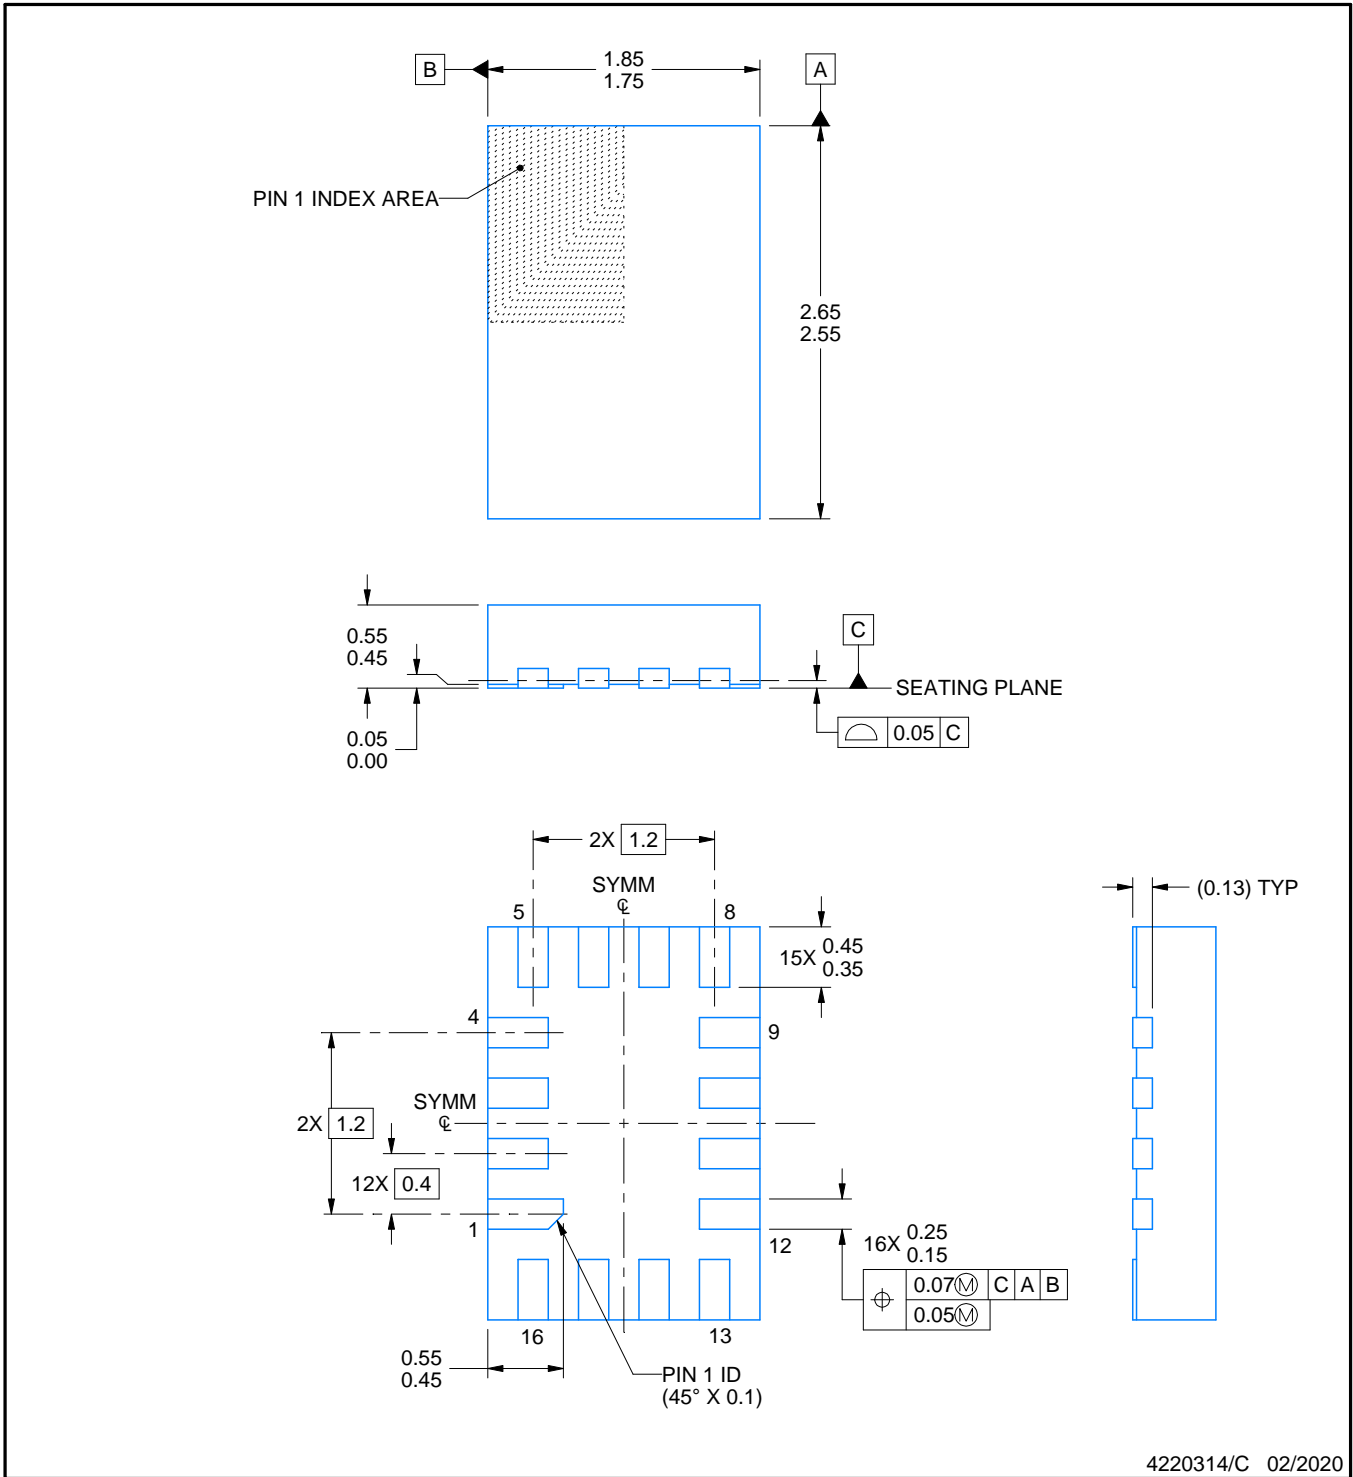 B
1.85
1.75
A
PIN 1 INDEX AREA
2.65
2.55
0.55
0.45
C
SEATING PLANE
0.05
0.00
0.05 C
2X 1.2
SYMM
℄
5
8
(0.13) TYP
15X 0.45
0.35
4
9
SYMM
℄
2X 1.2
12X 0.4
1
12
16X 0.25
0.15
⌖ 0.07Ⓜ C A B
0.05Ⓜ
16
13
0.55
0.45
PIN 1 ID
(45° X 0.1)
4220314/C 02/2020